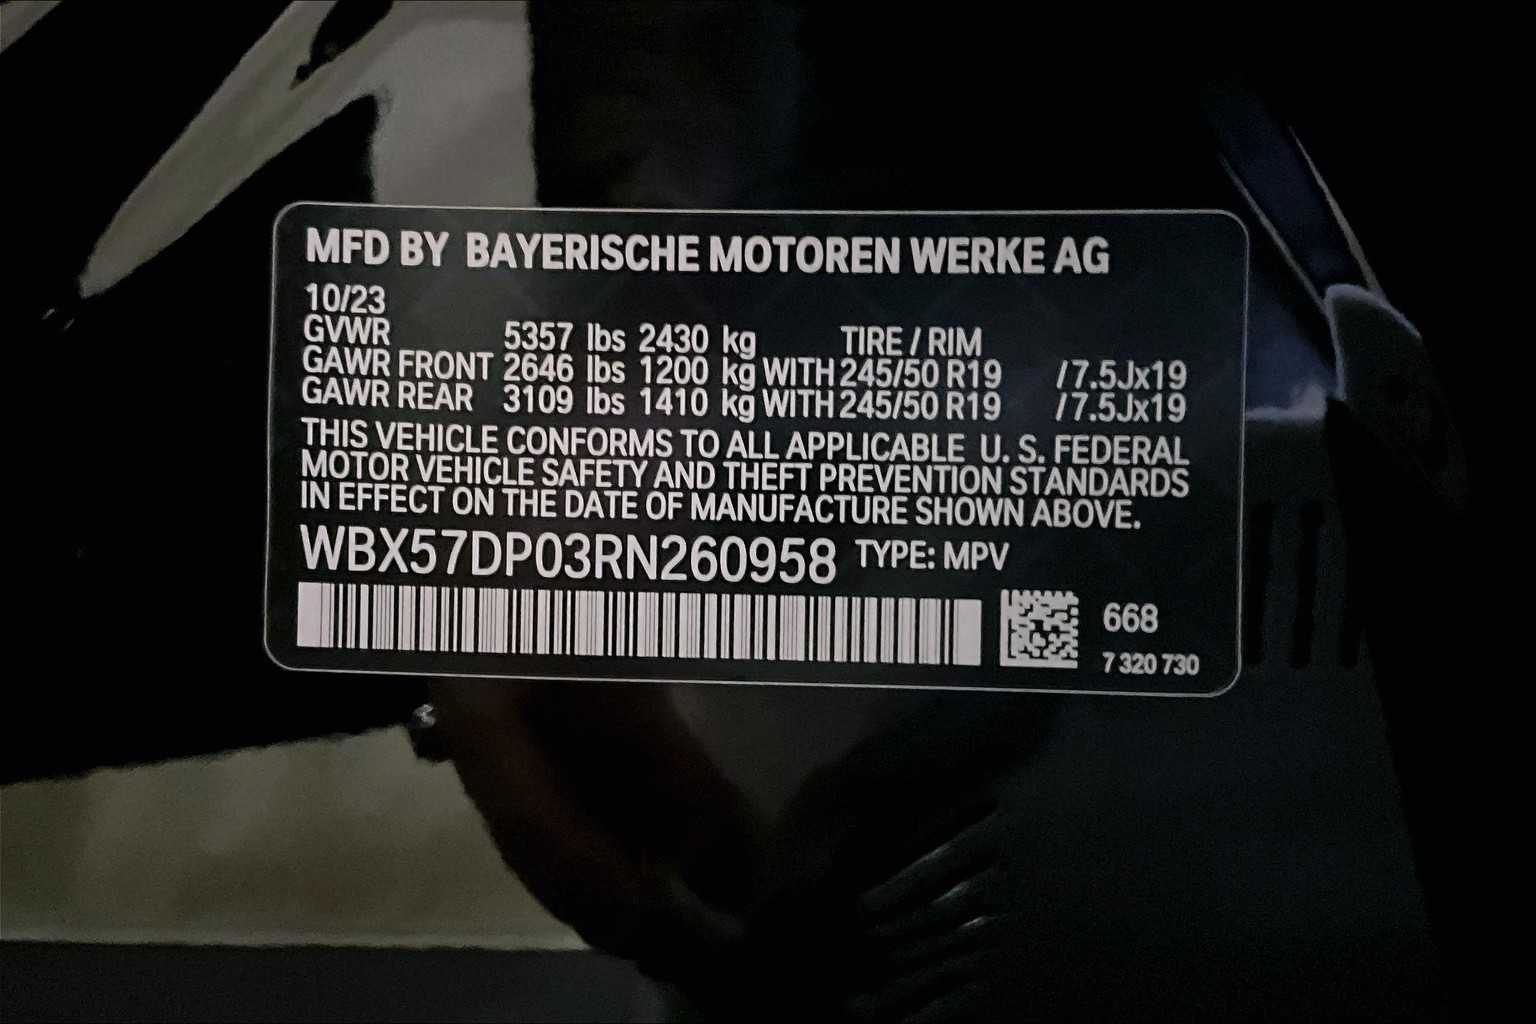 MFD BY BAYERISCHE MOTOREN WERKE AG
10/23
GVWR 5357 lbs 2430 kg TIRE / RIM
GAWR FRONT 2646 lbs 1200 kg WITH 245/50 R19 /7.5Jx19
GAWR REAR 3109 lbs 1410 kg WITH 245/50 R19 /7.5Jx19
THIS VEHICLE CONFORMS TO ALL APPLICABLE U. S. FEDERAL
MOTOR VEHICLE SAFETY AND THEFT PREVENTION STANDARDS
IN EFFECT ON THE DATE OF MANUFACTURE SHOWN ABOVE.
WBX57DP03RN260958 TYPE: MPV
668
7 320 730